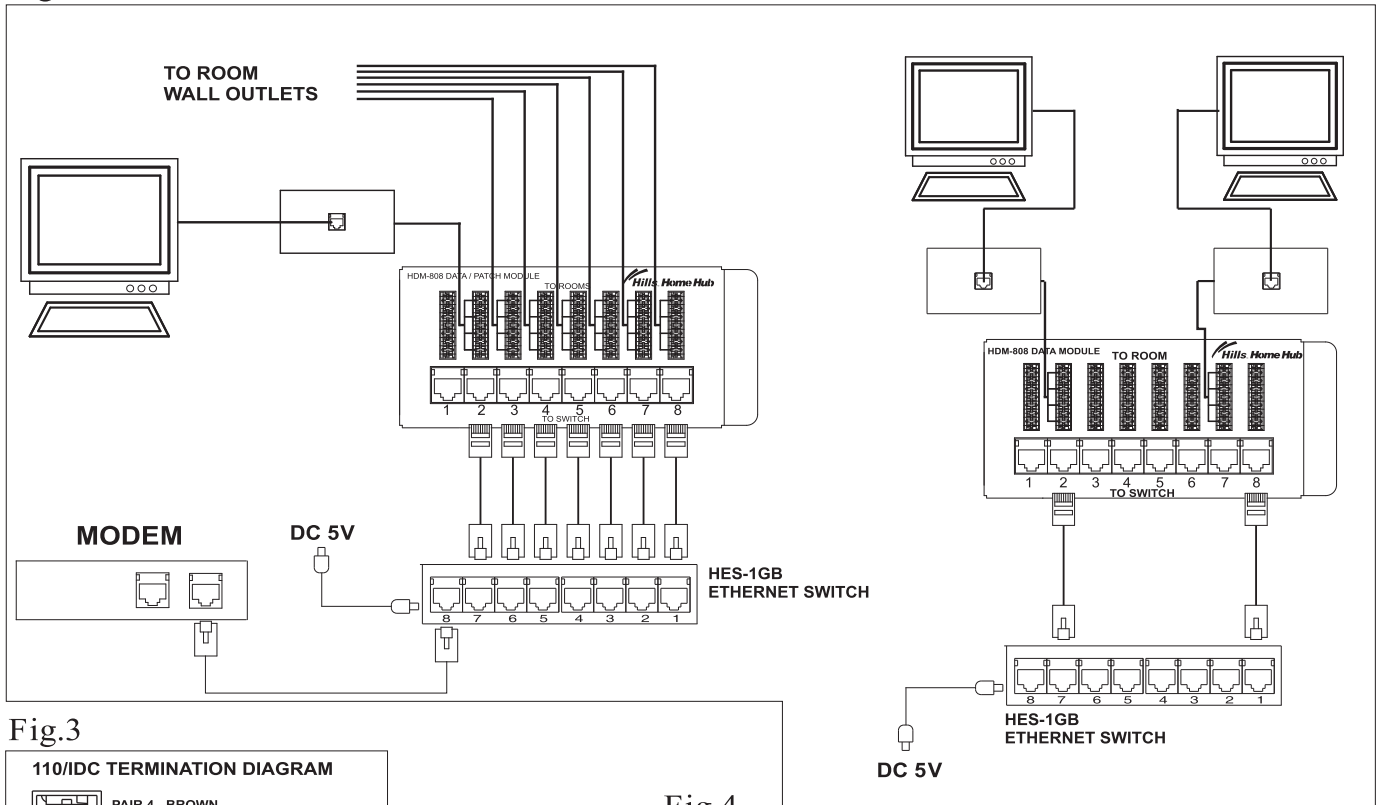 TO ROOM
WALL OUTLETS
HDM-808 DATA / PATCH MODULE
TO ROOMS
Hills Home Hub
1 2 3 4 5 6 7 8
TO SWITCH
MODEM
DC 5V
HES-1GB
ETHERNET SWITCH
8 7 6 5 4 3 2 1
HDM-808 DATA MODULE
TO ROOM
Hills Home Hub
1 2 3 4 5 6 7 8
TO SWITCH
8 7 6 5 4 3 2 1
HES-1GB
ETHERNET SWITCH
DC 5V
Fig.3
110/IDC TERMINATION DIAGRAM
PAIR 4 BROWN
Fig.4